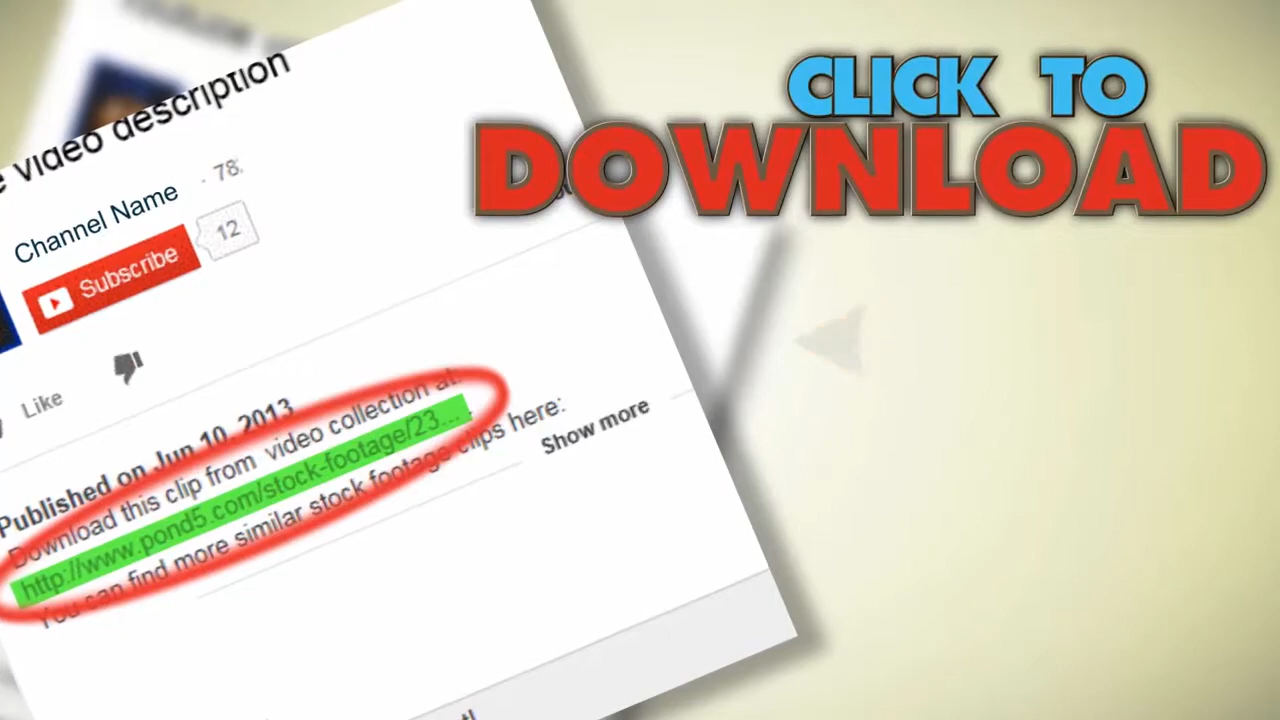 CLICK TO
DOWNLOAD
video description
Channel Name
78
Subscribe
12
Like
Published on Jun 10, 2013
Download this clip from video collection at:
http://www.pond5.com/stock-footage/23...
You can find more similar stock footage clips here:
Show more